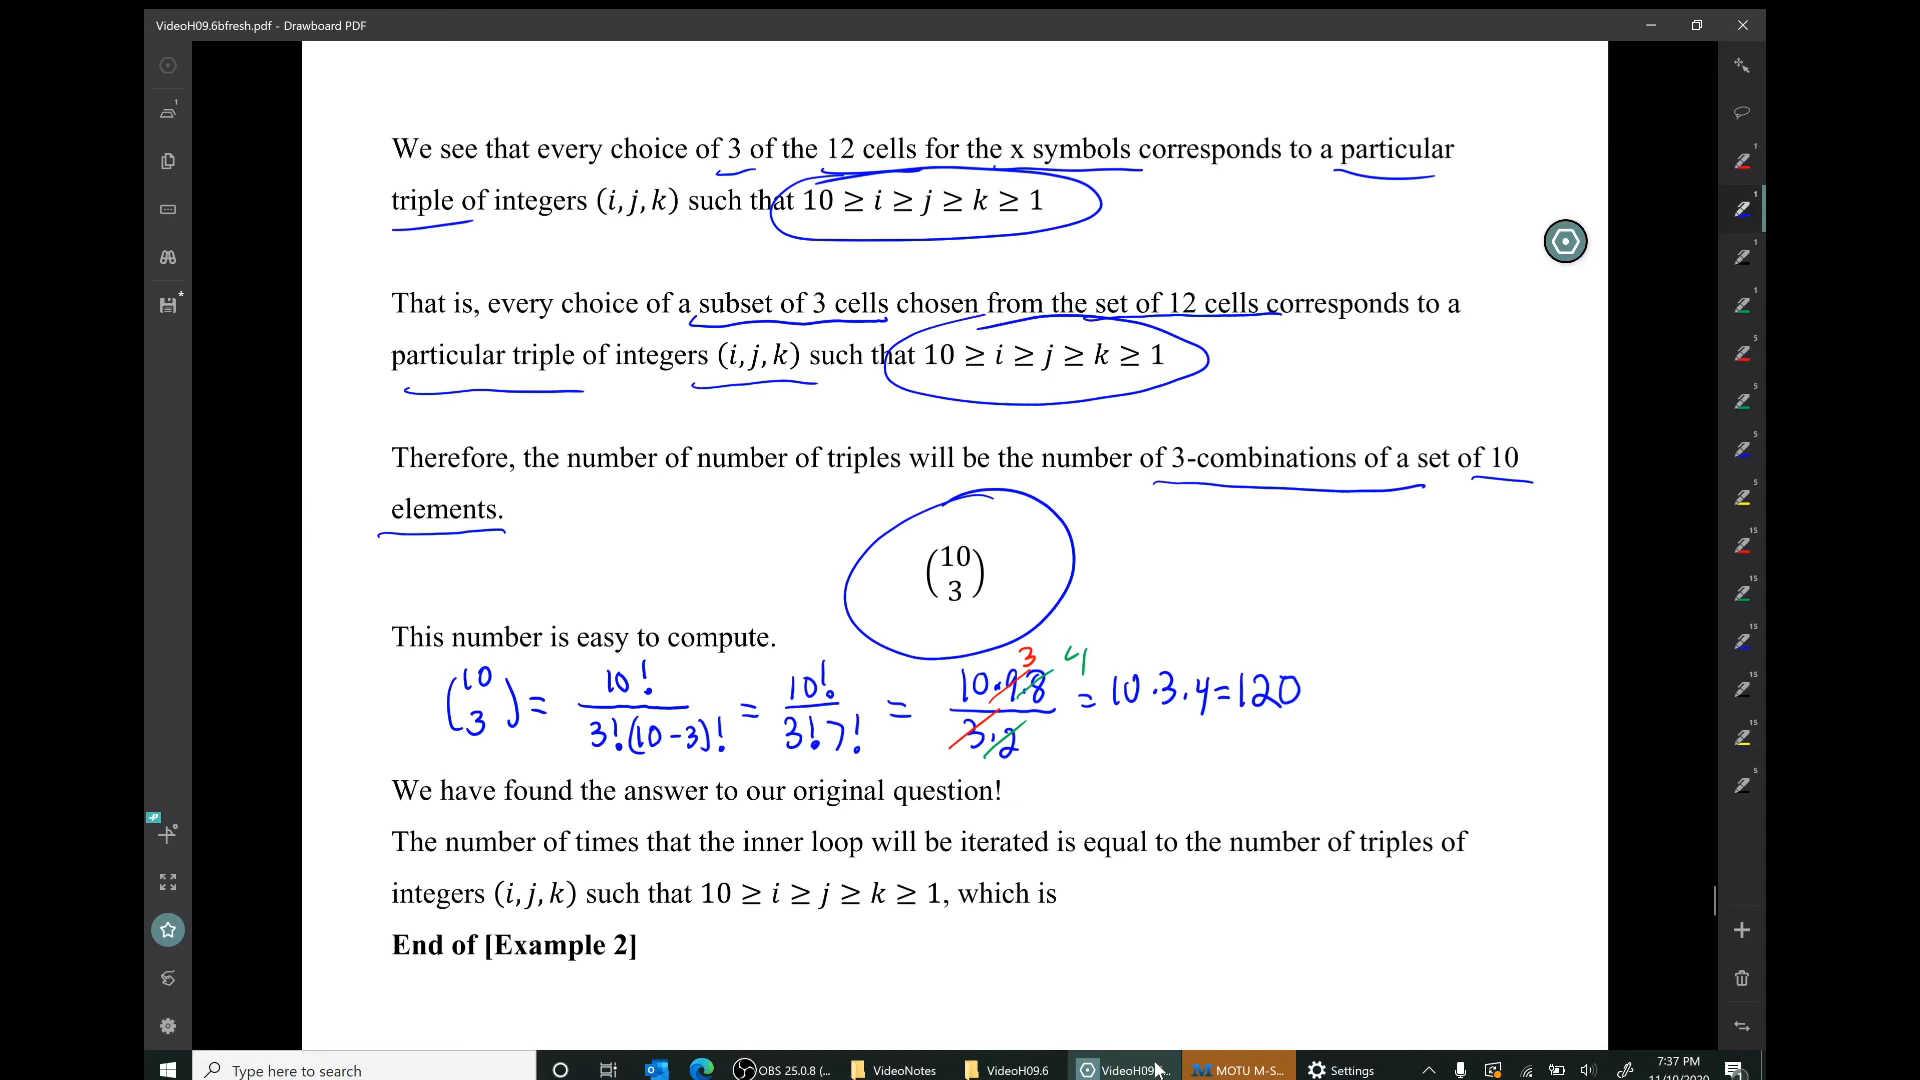 VideoH09.6bfresh.pdf - Drawboard PDF
We see that every choice of 3 of the 12 cells for the x symbols corresponds to a particular
triple of integers (i, j, k) such that 10 ≥ i ≥ j ≥ k ≥ 1
That is, every choice of a subset of 3 cells chosen from the set of 12 cells corresponds to a
particular triple of integers (i, j, k) such that 10 ≥ i ≥ j ≥ k ≥ 1
Therefore, the number of number of triples will be the number of 3-combinations of a set of 10
elements.
(10
3)
This number is easy to compute.
(10 3) = 10! / 3!(10-3)! = 10! / 3!7! = 10·9·8 / 3·2 = 10·3·4=120
3 4
We have found the answer to our original question!
The number of times that the inner loop will be iterated is equal to the number of triples of
integers (i, j, k) such that 10 ≥ i ≥ j ≥ k ≥ 1, which is
End of [Example 2]
Type here to search
OBS 25.0.8 (...
VideoNotes
VideoH09.6
VideoH09...
MOTU M-S...
Settings
7:37 PM